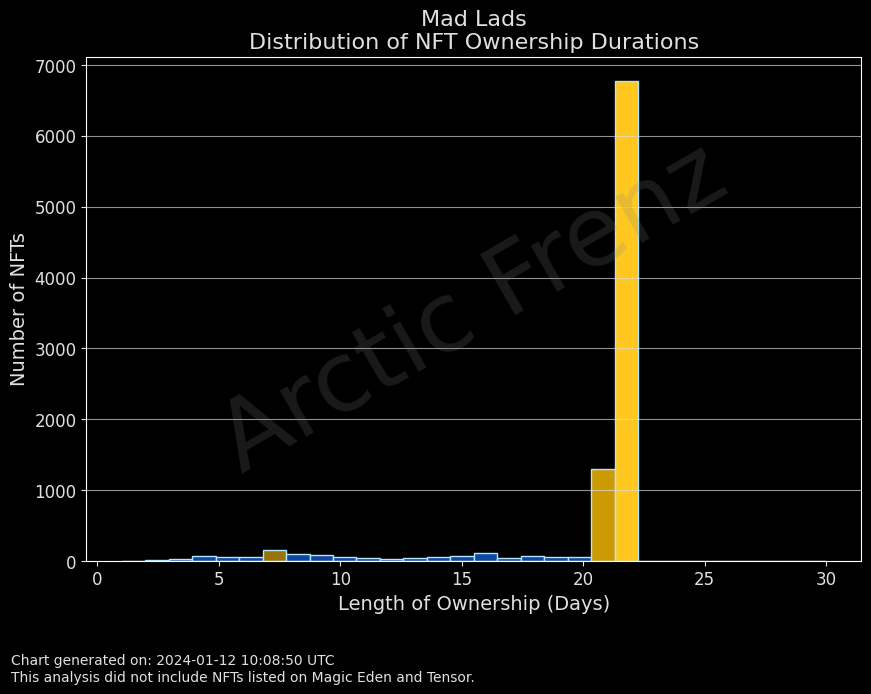 Mad Lads
Distribution of NFT Ownership Durations
7000
6000
5000
4000
3000
2000
1000
0
Number of NFTs
Arctic Frenz
0 5 10 15 20 25 30
Length of Ownership (Days)
Chart generated on: 2024-01-12 10:08:50 UTC
This analysis did not include NFTs listed on Magic Eden and Tensor.